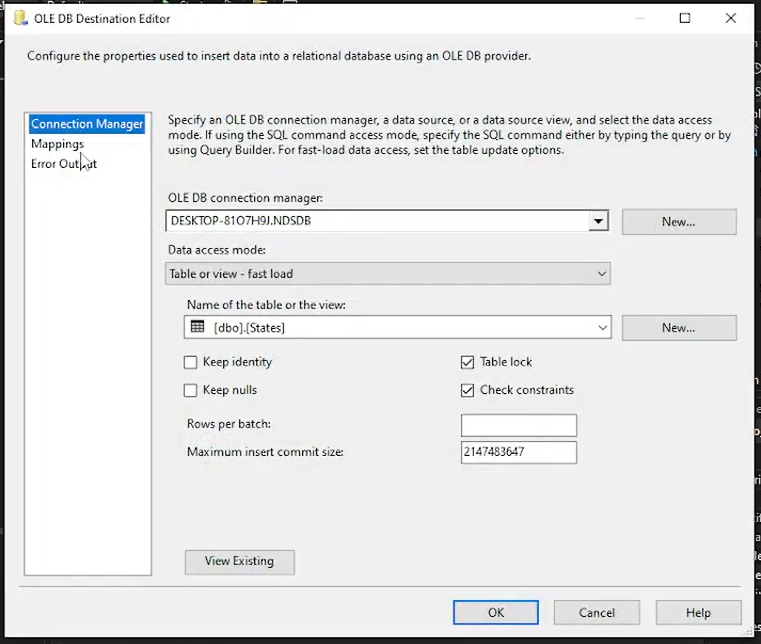 OLE DB Destination Editor
Configure the properties used to insert data into a relational database using an OLE DB provider.
Connection Manager
Mappings
Error Output
Specify an OLE DB connection manager, a data source, or a data source view, and select the data access
mode. If using the SQL command access mode, specify the SQL command either by typing the query or by
using Query Builder. For fast-load data access, set the table update options.
OLE DB connection manager:
DESKTOP-81O7H9J.NDSDB
New...
Data access mode:
Table or view - fast load
Name of the table or the view:
[dbo].[States]
New...
Keep identity
Table lock
Keep nulls
Check constraints
Rows per batch:
Maximum insert commit size:
2147483647
View Existing
OK
Cancel
Help